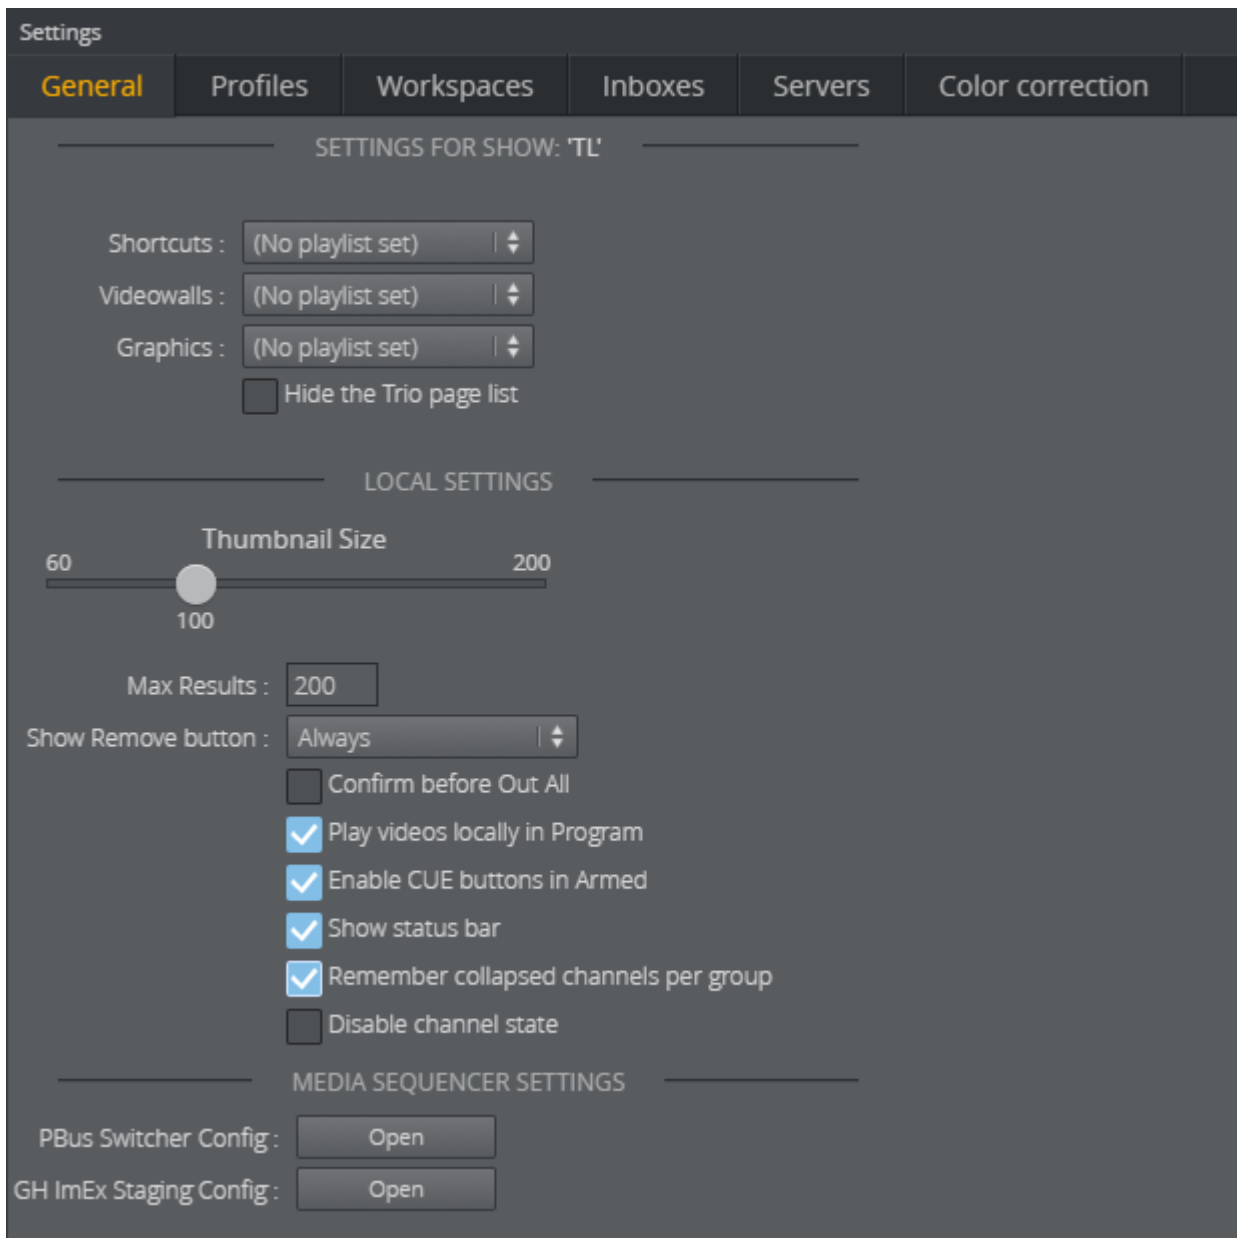 Settings
General Profiles Workspaces Inboxes Servers Color correction
SETTINGS FOR SHOW: 'TL'
Shortcuts : (No playlist set)
Videowalls : (No playlist set)
Graphics : (No playlist set)
Hide the Trio page list
LOCAL SETTINGS
Thumbnail Size
60 200
100
Max Results : 200
Show Remove button : Always
Confirm before Out All
Play videos locally in Program
Enable CUE buttons in Armed
Show status bar
Remember collapsed channels per group
Disable channel state
MEDIA SEQUENCER SETTINGS
PBus Switcher Config : Open
GH ImEx Staging Config : Open